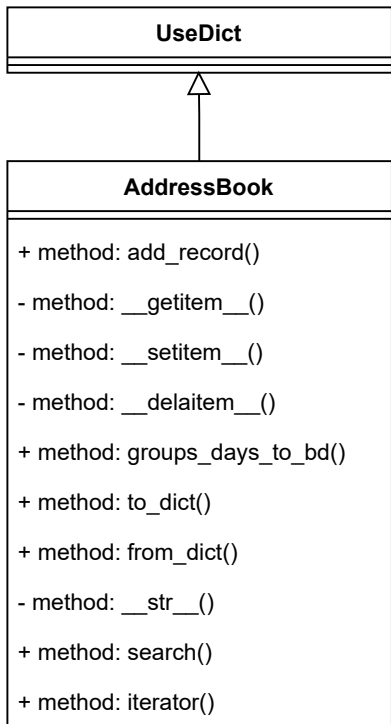 UseDict
AddressBook
+ method: add_record()
- method: __getitem__()
- method: __setitem__()
- method: __delaitem__()
+ method: groups_days_to_bd()
+ method: to_dict()
+ method: from_dict()
- method: __str__()
+ method: search()
+ method: iterator()